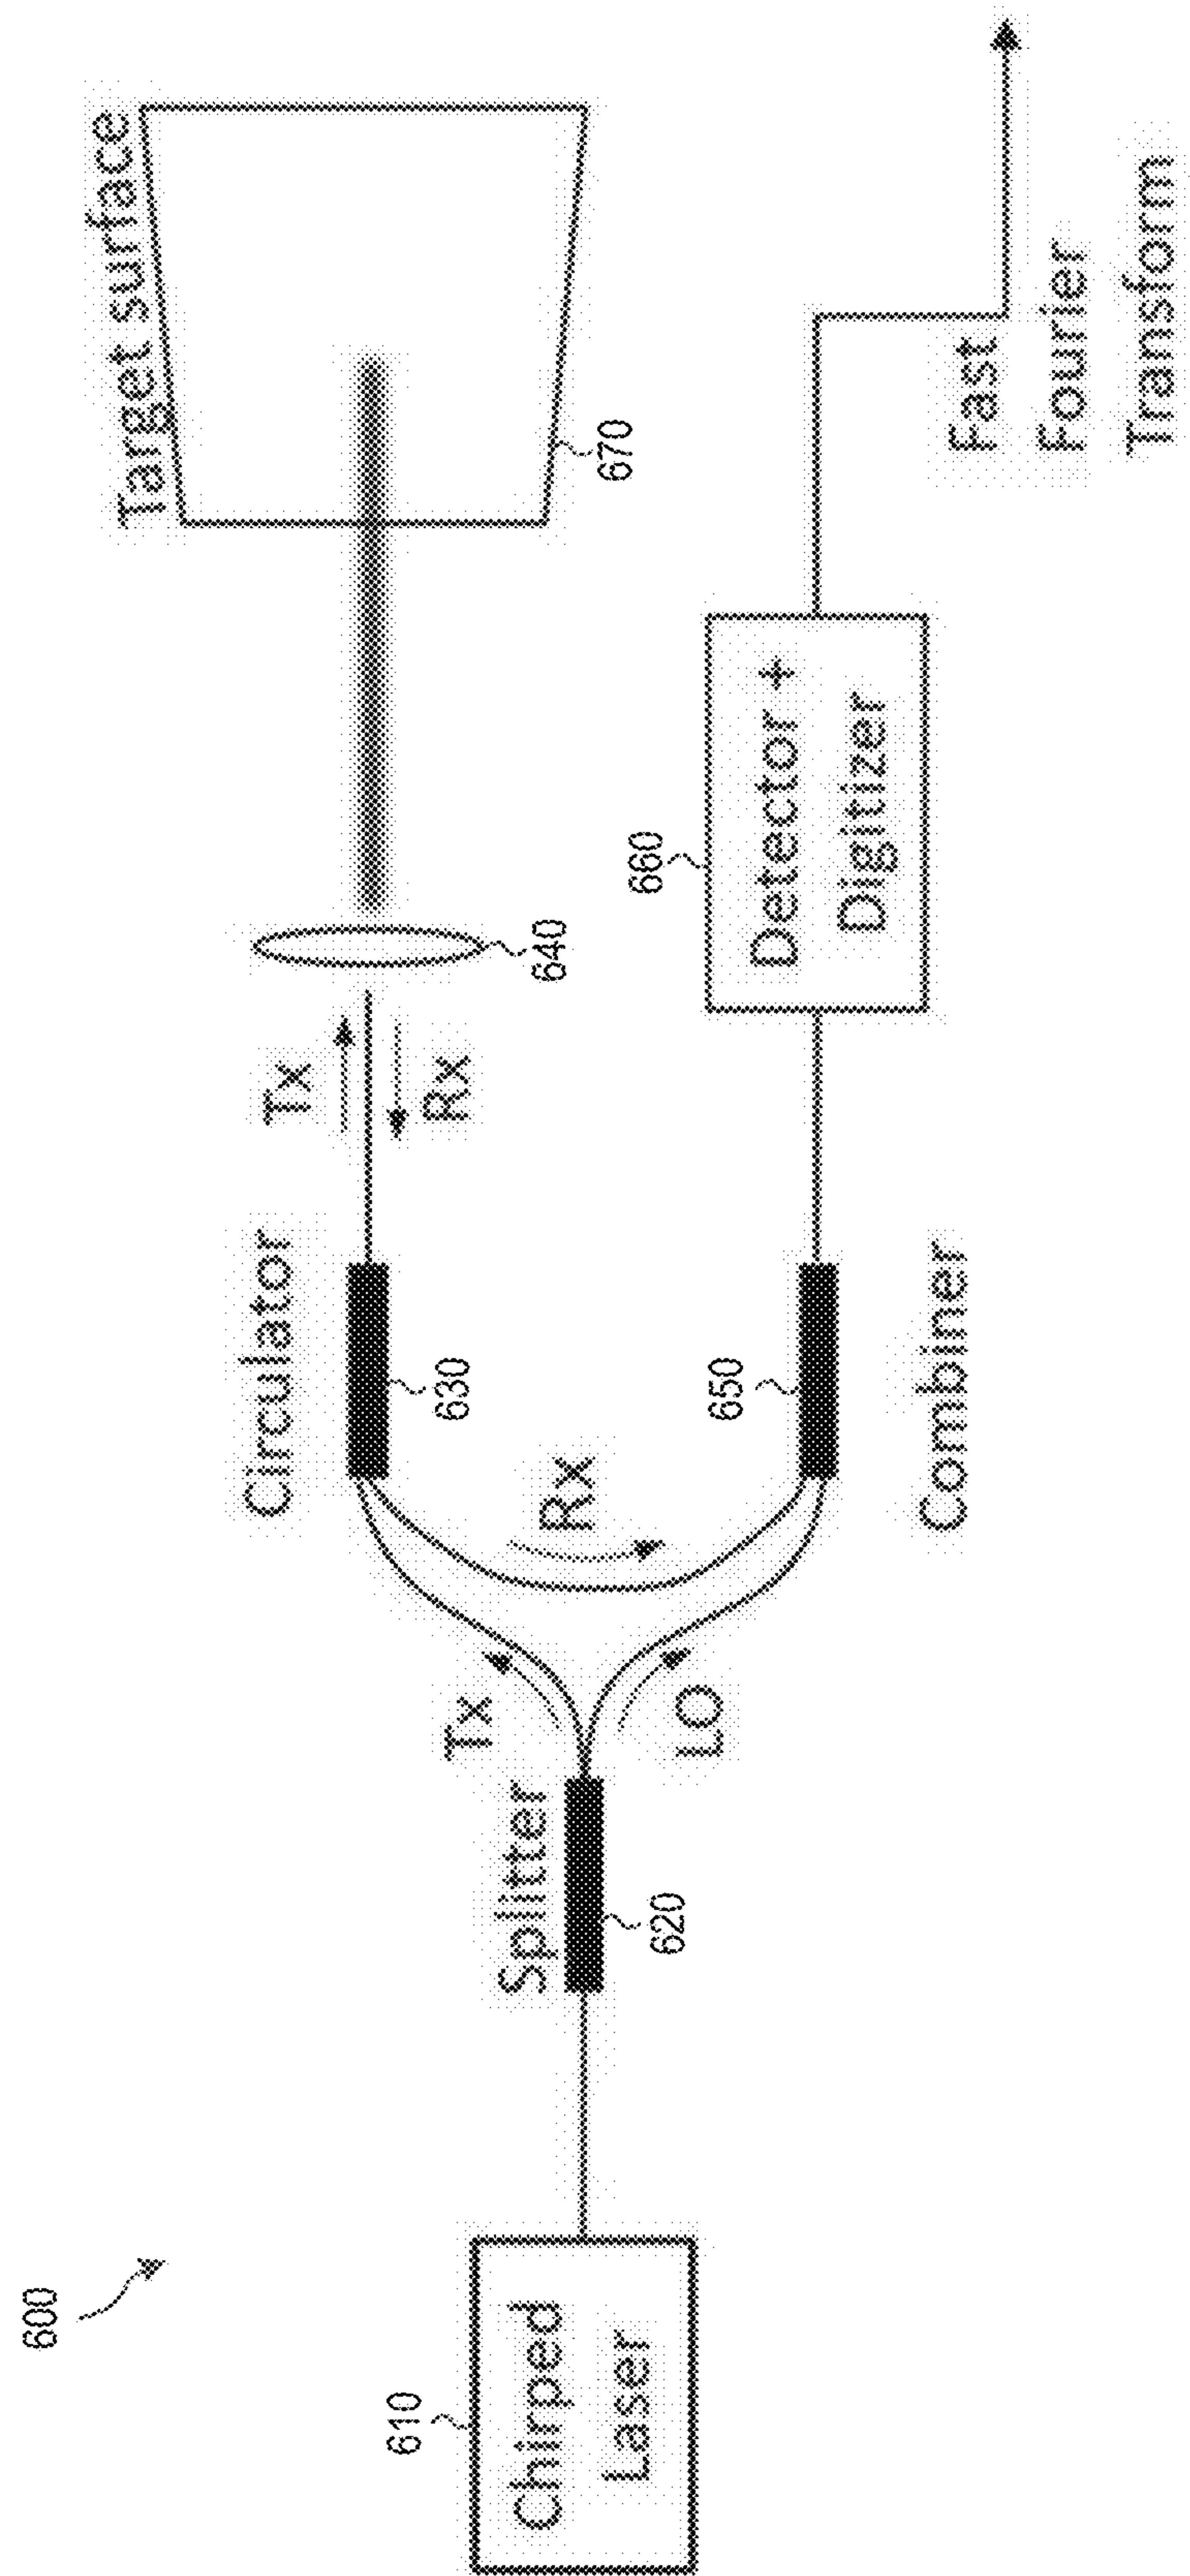 600
610
Chirped
Laser
Splitter
620
Tx
LO
Rx
Circulator
630
650
Combiner
Tx
Rx
640
660
Detector +
Digitizer
Target surface
670
Fast
Fourier
Transform